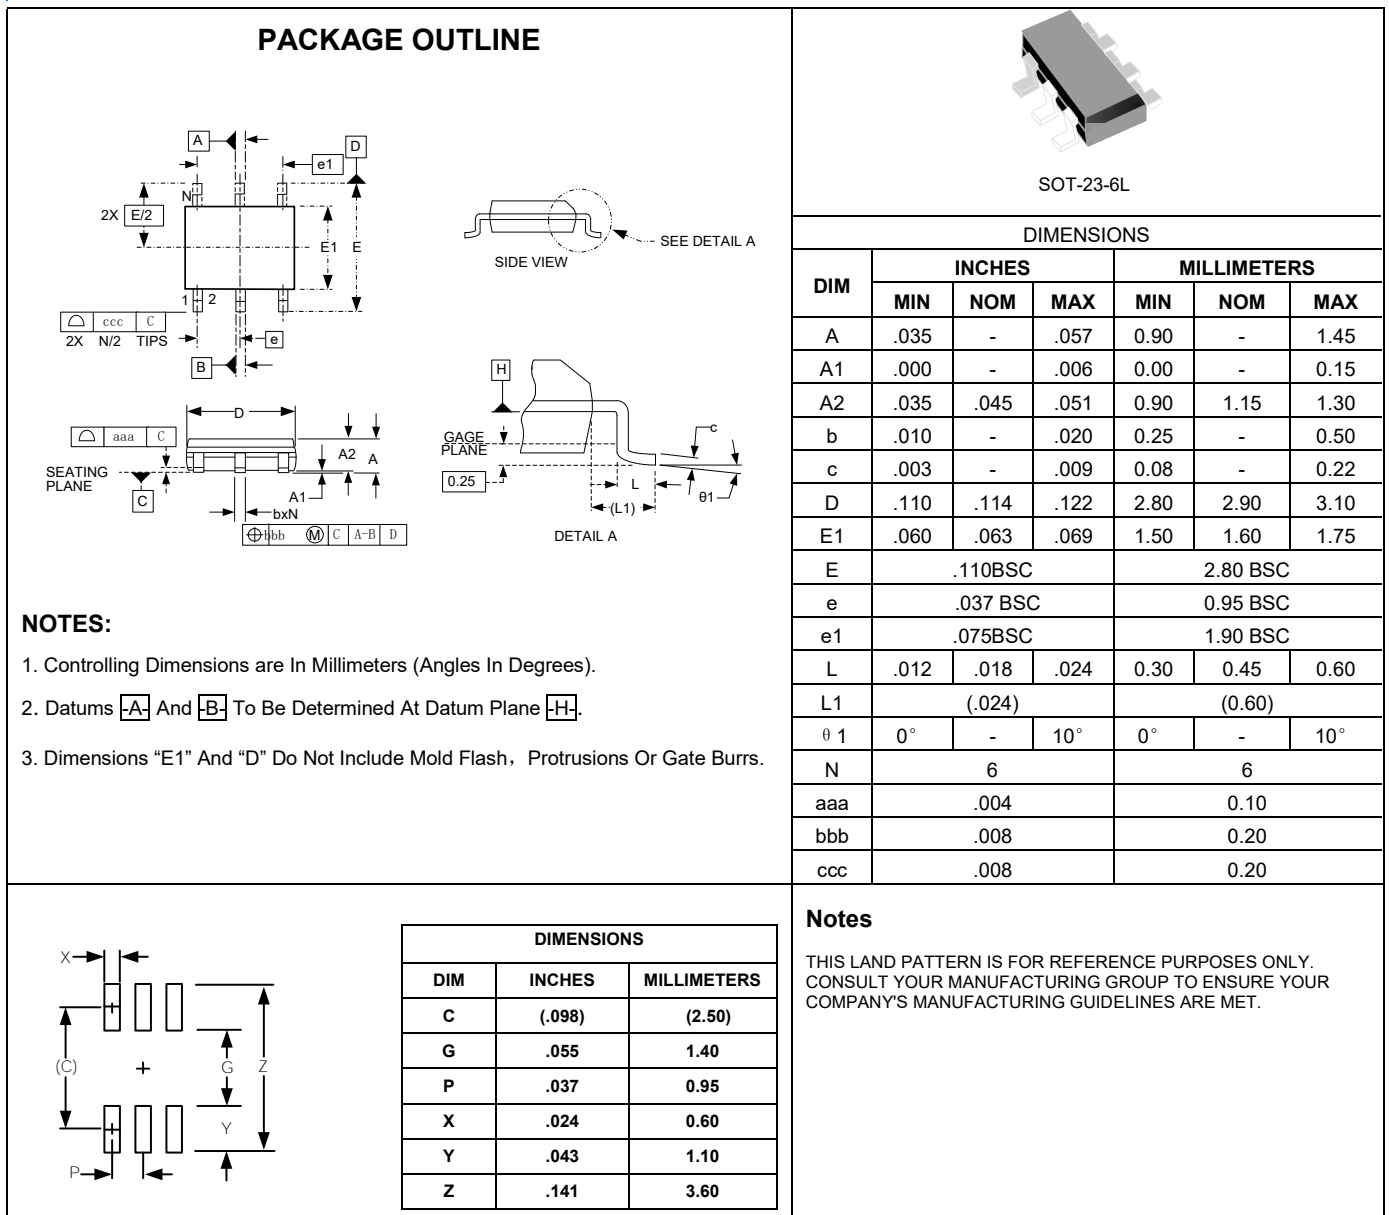 PACKAGE OUTLINE
A
D
e1
N
2X E/2
E1 E
1 2
ccc C
2X N/2 TIPS
e
B
SIDE VIEW
SEE DETAIL A
D
aaa C
A2 A
SEATING
PLANE
C
A1
bxN
bbb M C A-B D
H
GAGE
PLANE
0.25
c
L
(L1)
θ1
DETAIL A
NOTES:
1. Controlling Dimensions are In Millimeters (Angles In Degrees).
2. Datums -A- And -B- To Be Determined At Datum Plane -H-.
3. Dimensions “E1” And “D” Do Not Include Mold Flash，Protrusions Or Gate Burrs.
SOT-23-6L
DIMENSIONS
DIM INCHES MILLIMETERS
MIN NOM MAX MIN NOM MAX
A .035 - .057 0.90 - 1.45
A1 .000 - .006 0.00 - 0.15
A2 .035 .045 .051 0.90 1.15 1.30
b .010 - .020 0.25 - 0.50
c .003 - .009 0.08 - 0.22
D .110 .114 .122 2.80 2.90 3.10
E1 .060 .063 .069 1.50 1.60 1.75
E .110BSC 2.80 BSC
e .037 BSC 0.95 BSC
e1 .075BSC 1.90 BSC
L .012 .018 .024 0.30 0.45 0.60
L1 (.024) (0.60)
θ 1 0° - 10° 0° - 10°
N 6 6
aaa .004 0.10
bbb .008 0.20
ccc .008 0.20
X
(C)
G
Z
Y
P
DIMENSIONS
DIM INCHES MILLIMETERS
C (.098) (2.50)
G .055 1.40
P .037 0.95
X .024 0.60
Y .043 1.10
Z .141 3.60
Notes
THIS LAND PATTERN IS FOR REFERENCE PURPOSES ONLY.
CONSULT YOUR MANUFACTURING GROUP TO ENSURE YOUR
COMPANY'S MANUFACTURING GUIDELINES ARE MET.